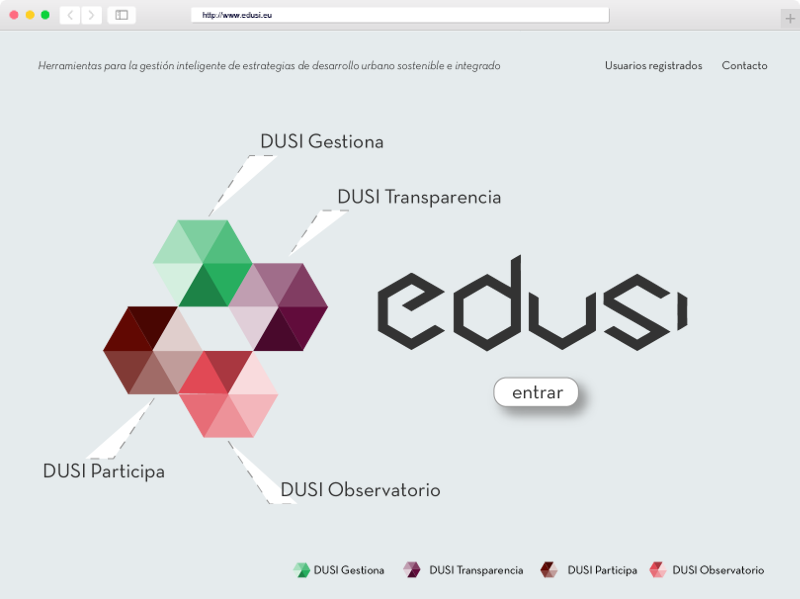 http://www.edusi.eu
Herramientas para la gestión inteligente de estrategias de desarrollo urbano sostenible e integrado
Usuarios registrados
Contacto
DUSI Gestiona
DUSI Transparencia
edusi
entrar
DUSI Participa
DUSI Observatorio
DUSI Gestiona
DUSI Transparencia
DUSI Participa
DUSI Observatorio